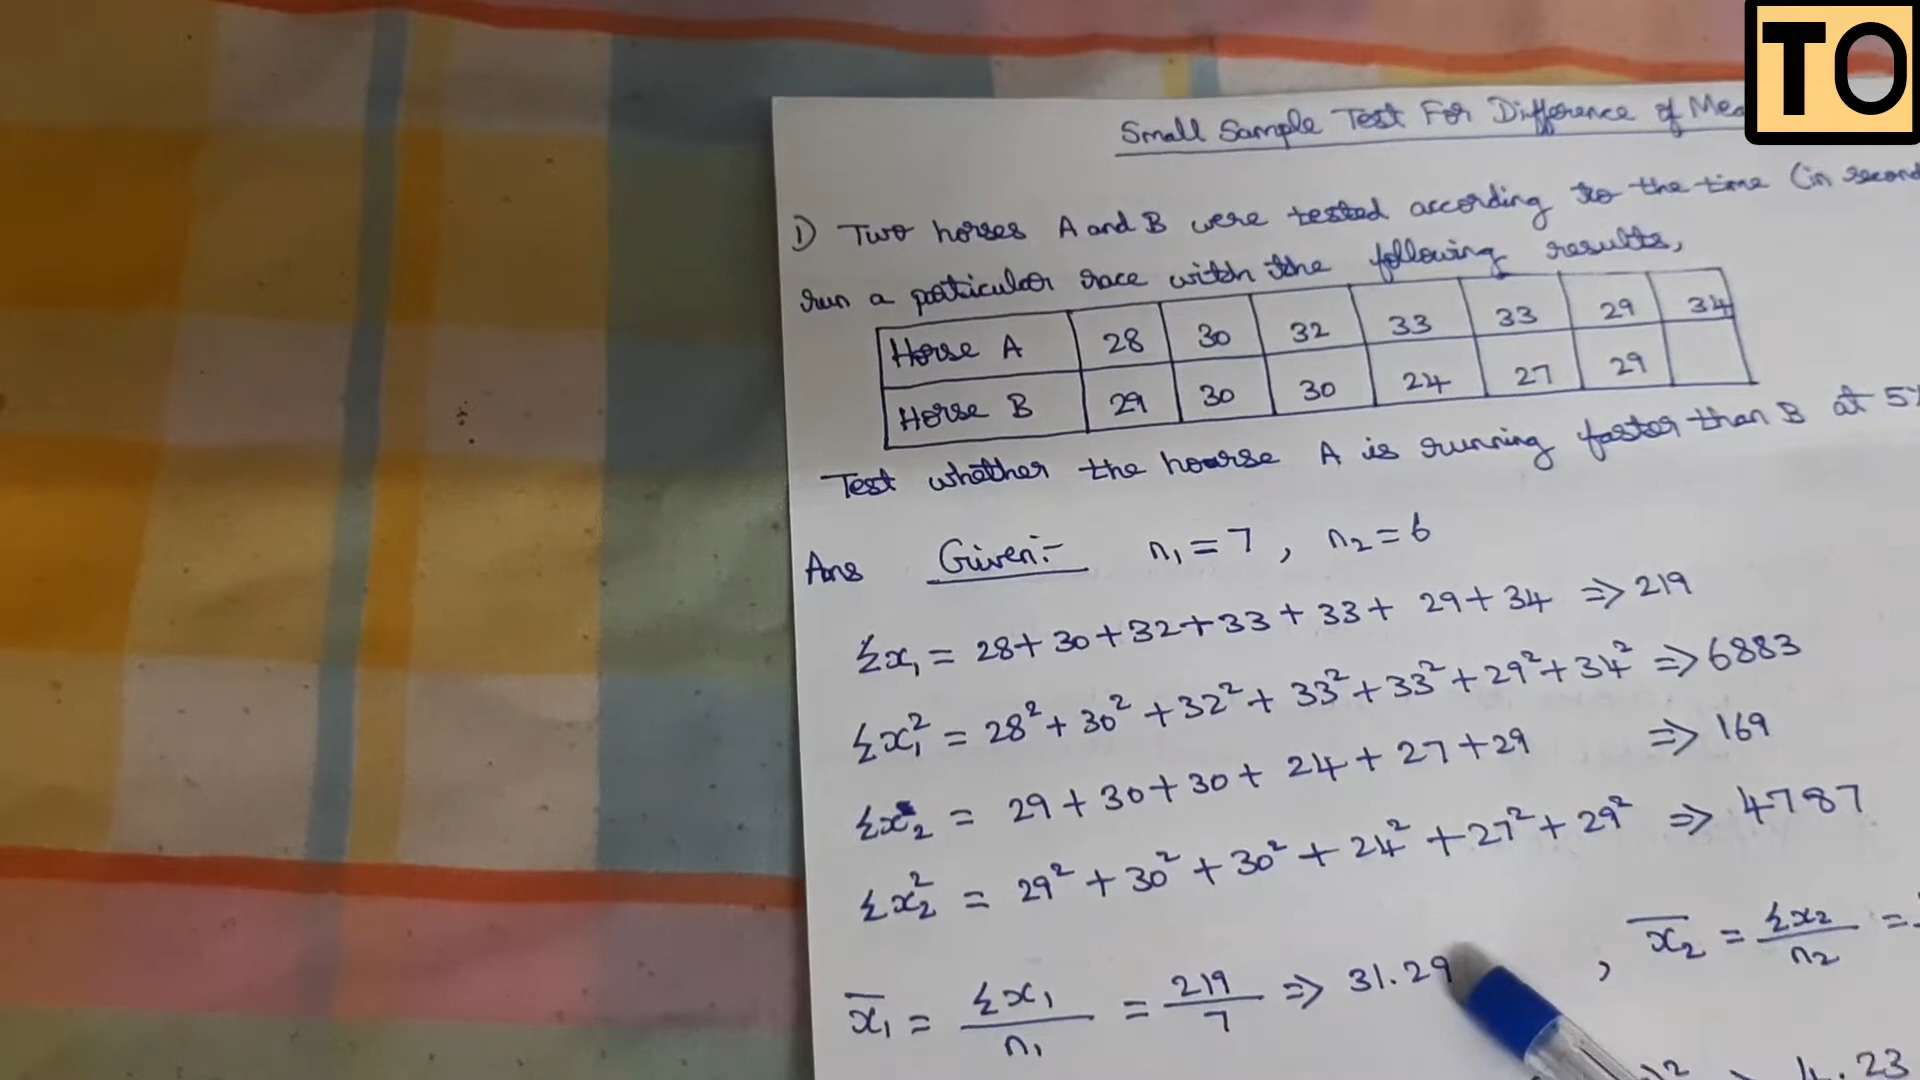 TO
Small Sample Test For Difference of Mea
1) Two horses A and B were tested according to the time (in second
run a particular race with the following results,
Horse A 28 30 32 33 33 29 34
Horse B 29 30 30 24 27 29
Test whether the hoarse A is running faster than B at 5%
Ans Given:- n₁ = 7, n₂ = 6
Σx₁ = 28 + 30 + 32 + 33 + 33 + 29 + 34 ⇒ 219
Σx₁² = 28² + 30² + 32² + 33² + 33² + 29² + 34² ⇒ 6883
Σx₂ = 29 + 30 + 30 + 24 + 27 + 29 ⇒ 169
Σx₂² = 29² + 30² + 30² + 24² + 27² + 29² ⇒ 4787
x̄₁ = Σx₁/n₁ = 219/7 ⇒ 31.29, x̄₂ = Σx₂/n₂ =
4.23